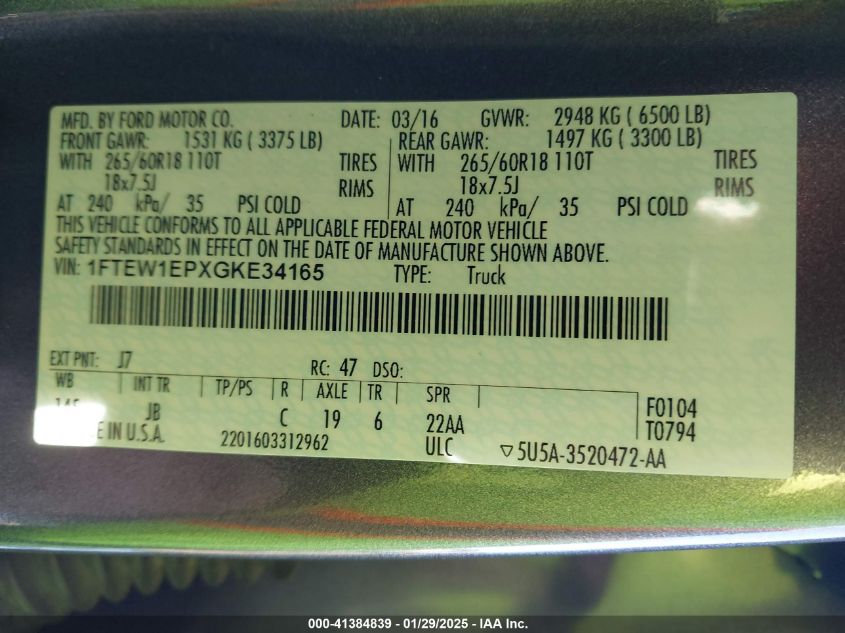 MFD. BY FORD MOTOR CO. DATE: 03/16 GVWR: 2948 KG ( 6500 LB)
FRONT GAWR: 1531 KG ( 3375 LB) REAR GAWR: 1497 KG ( 3300 LB)
WITH 265/60R18 110T TIRES WITH 265/60R18 110T TIRES
18x7.5J RIMS 18x7.5J RIMS
AT 240 kPa/ 35 PSI COLD AT 240 kPa/ 35 PSI COLD
THIS VEHICLE CONFORMS TO ALL APPLICABLE FEDERAL MOTOR VEHICLE
SAFETY STANDARDS IN EFFECT ON THE DATE OF MANUFACTURE SHOWN ABOVE.
VIN: 1FTEW1EPXGKE34165 TYPE: Truck
EXT PNT: J7 RC: 47 DSO:
WB INT TR TP/PS R AXLE TR SPR
JB C 19 6 22AA F0104
IN U.S.A. 2201603312962 ULC ▽5U5A-3520472-AA T0794
000-41384839 - 01/29/2025 - IAA Inc.